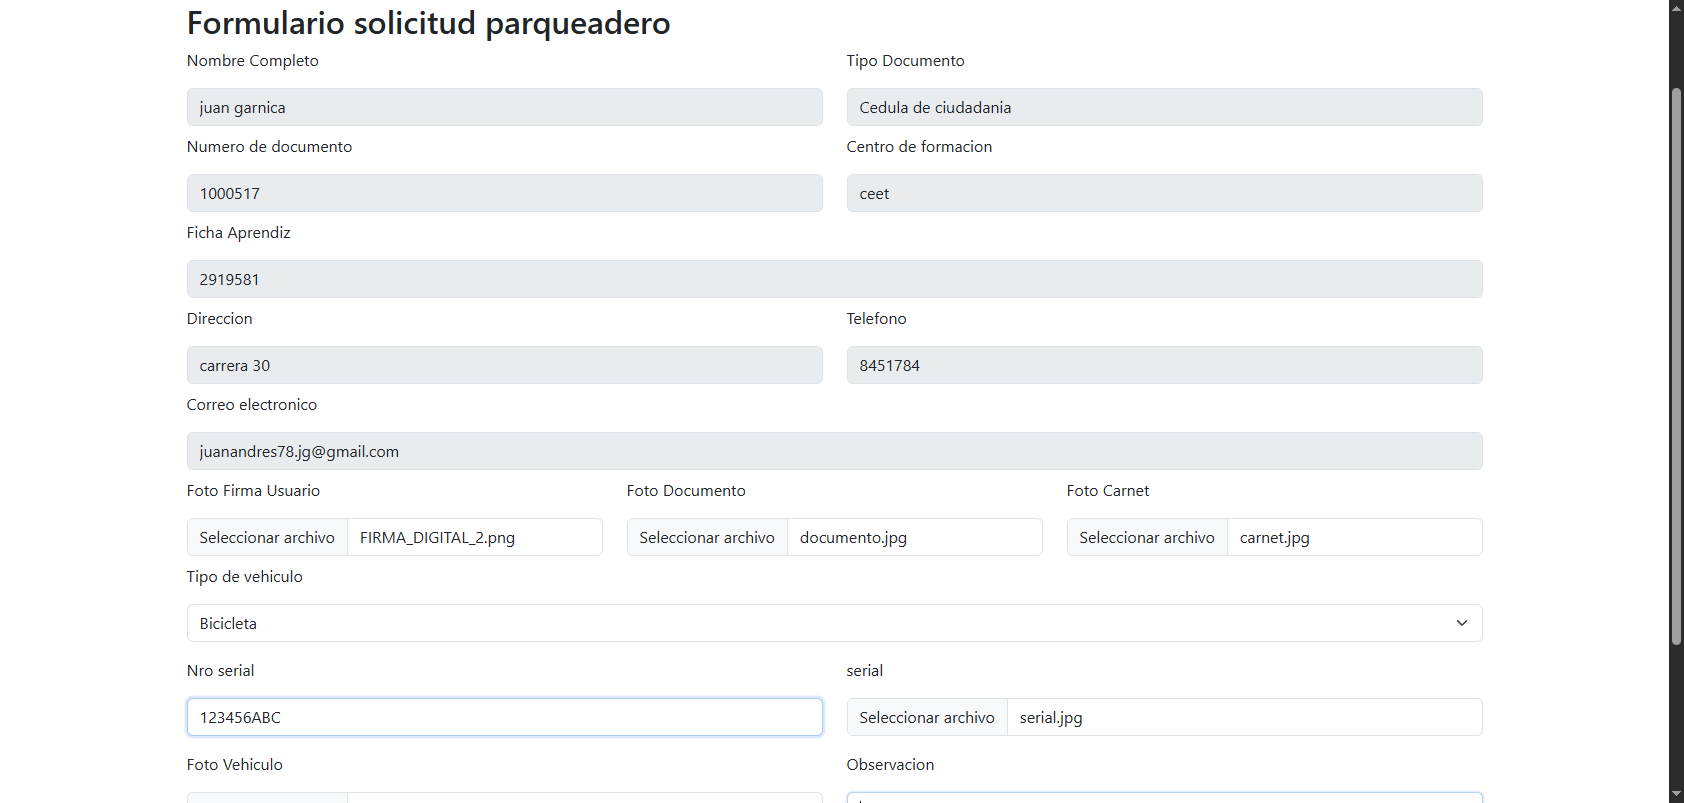 Formulario solicitud parqueadero
Nombre Completo
Tipo Documento
juan garnica
Cedula de ciudadania
Numero de documento
Centro de formacion
1000517
ceet
Ficha Aprendiz
2919581
Direccion
Telefono
carrera 30
8451784
Correo electronico
juanandres78.jg@gmail.com
Foto Firma Usuario
Foto Documento
Foto Carnet
Seleccionar archivo FIRMA_DIGITAL_2.png
Seleccionar archivo documento.jpg
Seleccionar archivo carnet.jpg
Tipo de vehiculo
Bicicleta
Nro serial
serial
123456ABC
Seleccionar archivo serial.jpg
Foto Vehiculo
Observacion